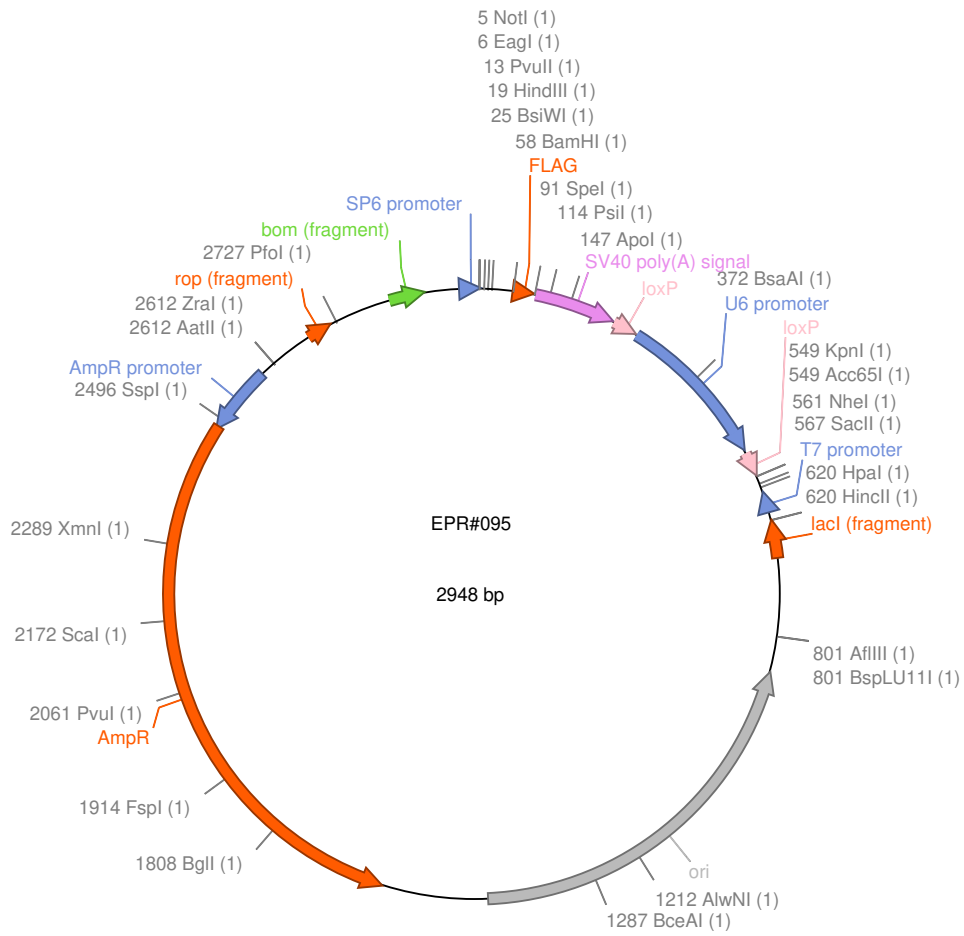 5 NotI (1)
6 EagI (1)
13 PvuII (1)
19 HindIII (1)
25 BsiWI (1)
58 BamHI (1)
FLAG
91 SpeI (1)
114 PsiI (1)
147 ApoI (1)
SV40 poly(A) signal
372 BsaAI (1)
loxP
U6 promoter
loxP
549 KpnI (1)
549 Acc65I (1)
561 NheI (1)
567 SacII (1)
T7 promoter
620 HpaI (1)
620 HincII (1)
lacI (fragment)
801 AflIII (1)
801 BspLU11I (1)
ori
1212 AlwNI (1)
1287 BceAI (1)
1808 BglI (1)
1914 FspI (1)
AmpR
2061 PvuI (1)
2172 ScaI (1)
2289 XmnI (1)
2496 SspI (1)
AmpR promoter
2612 AatII (1)
2612 ZraI (1)
rop (fragment)
2727 PfoI (1)
bom (fragment)
SP6 promoter
EPR#095
2948 bp